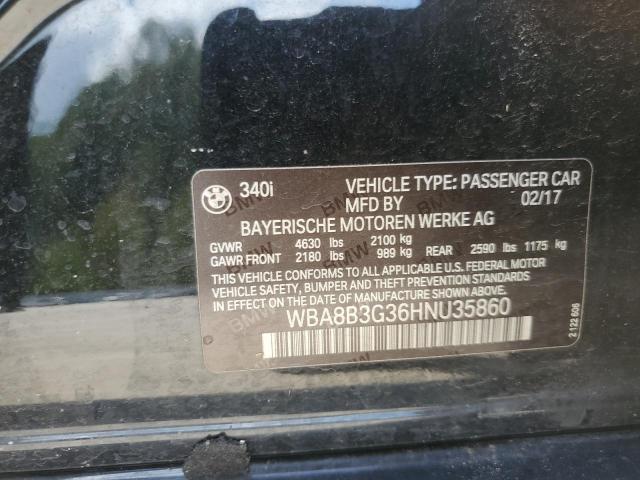 340i VEHICLE TYPE: PASSENGER CAR
MFD BY 02/17
BAYERISCHE MOTOREN WERKE AG
GVWR 4630 lbs 2100 kg
GAWR FRONT 2180 lbs 989 kg REAR 2590 lbs 1175 kg
THIS VEHICLE CONFORMS TO ALL APPLICABLE U.S. FEDERAL MOTOR
VEHICLE SAFETY, BUMPER AND THEFT PREVENTION STANDARDS
IN EFFECT ON THE DATE OF MANUFACTURE SHOWN ABOVE.
WBA8B3G36HNU35860
2 122 606